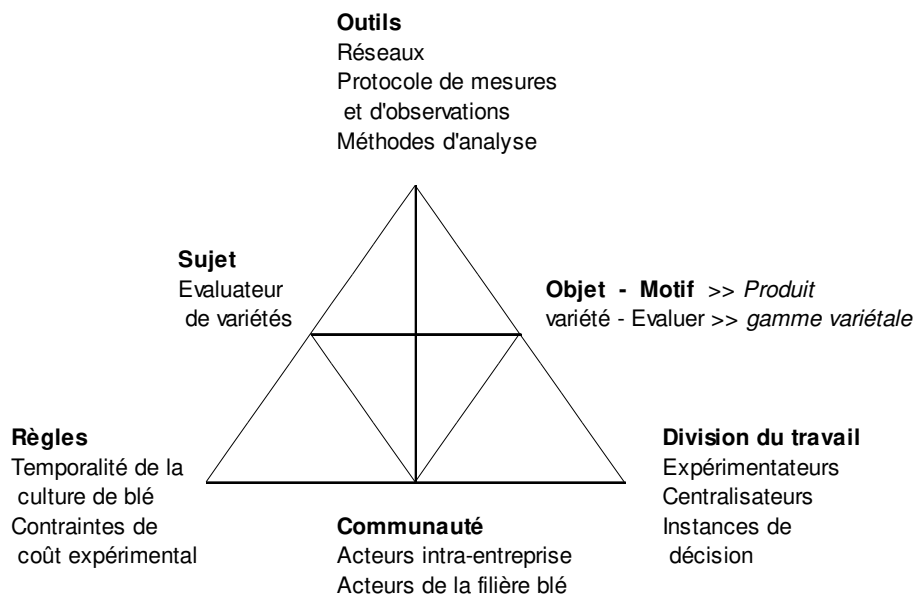 Outils
Réseaux
Protocole de mesures
et d'observations
Méthodes d'analyse
Sujet
Evaluateur
de variétés
Objet - Motif >> Produit
variété - Evaluer >> gamme variétale
Règles
Temporalité de la
culture de blé
Contraintes de
coût expérimental
Communauté
Acteurs intra-entreprise
Acteurs de la filière blé
Division du travail
Expérimentateurs
Centralisateurs
Instances de
décision